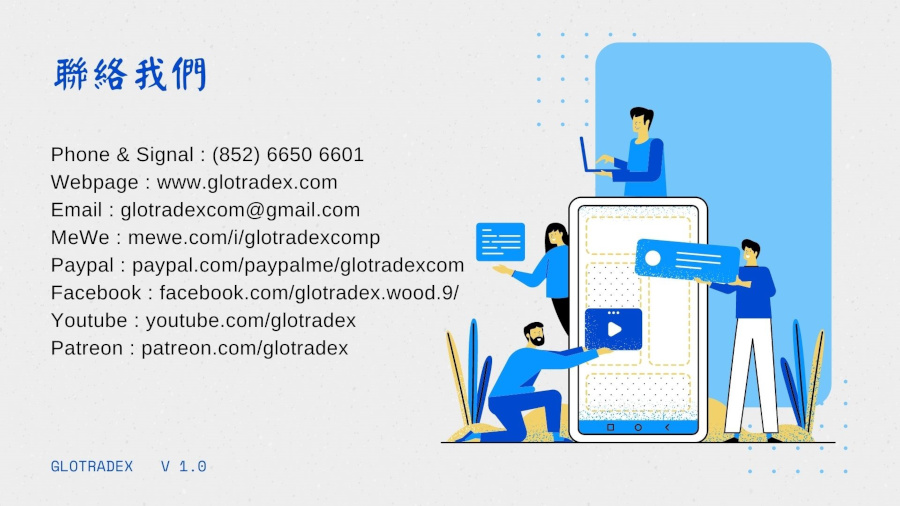 聯絡我們
Phone & Signal : (852) 6650 6601
Webpage : www.glotradex.com
Email : glotradexcom@gmail.com
MeWe : mewe.com/i/glotradexcomp
Paypal : paypal.com/paypalme/glotradexcom
Facebook : facebook.com/glotradex.wood.9/
Youtube : youtube.com/glotradex
Patreon : patreon.com/glotradex
GLOTRADEX V 1.0